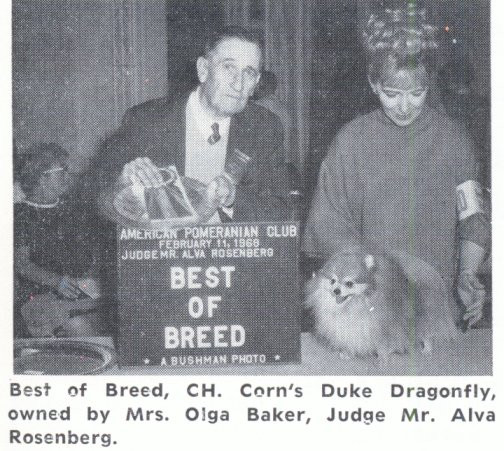 AMERICAN POMERANIAN CLUB
FEBRUARY 11, 1968
JUDGE MR. ALVA ROSENBERG
BEST
OF
BREED
★ A BUSHMAN PHOTO ★
Best of Breed, CH. Corn's Duke Dragonfly,
owned by Mrs. Olga Baker, Judge Mr. Alva
Rosenberg.